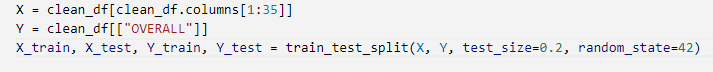 X = clean_df[clean_df.columns[1:35]]
Y = clean_df[["OVERALL"]]
X_train, X_test, Y_train, Y_test = train_test_split(X, Y, test_size=0.2, random_state=42)